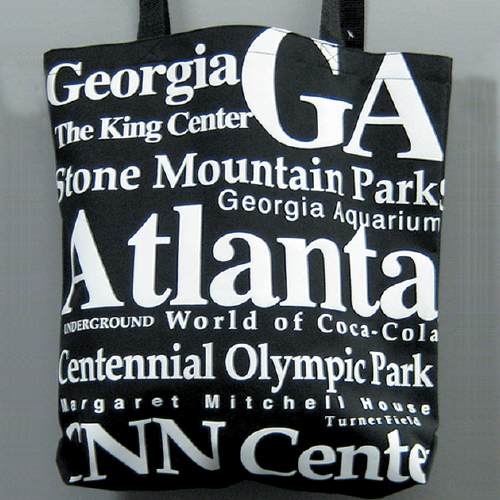 Georgia GA
The King Center
Stone Mountain Park
Georgia Aquarium
Atlanta
UNDERGROUND World of Coca-Cola
Centennial Olympic Park
Margaret Mitchell House
Turner Field
CNN Cente